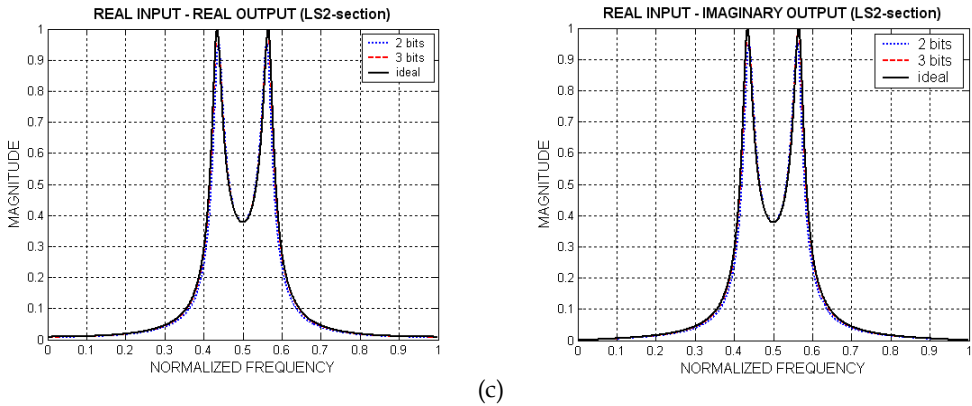 REAL INPUT - REAL OUTPUT (LS2-section)
1
0.9
0.8
0.7
0.6
0.5
0.4
0.3
0.2
0.1
0
MAGNITUDE
2 bits
3 bits
ideal
0 0.1 0.2 0.3 0.4 0.5 0.6 0.7 0.8 0.9 1
NORMALIZED FREQUENCY
REAL INPUT - IMAGINARY OUTPUT (LS2-section)
1
0.9
0.8
0.7
0.6
0.5
0.4
0.3
0.2
0.1
0
MAGNITUDE
2 bits
3 bits
ideal
0 0.1 0.2 0.3 0.4 0.5 0.6 0.7 0.8 0.9 1
NORMALIZED FREQUENCY
(c)